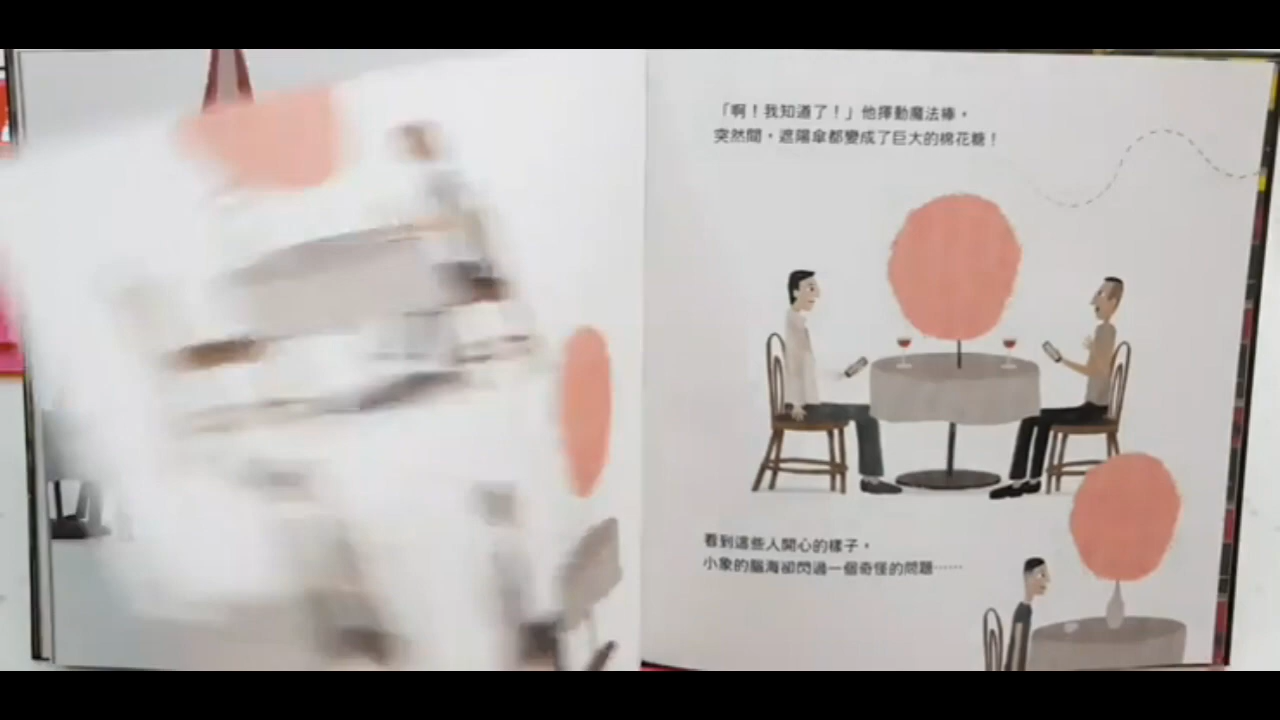 「啊！我知道了！」他揮動魔法棒，
突然間，遮陽傘都變成了巨大的棉花糖！
看到這些人開心的樣子，
小象的腦海卻閃過一個奇怪的問題⋯⋯